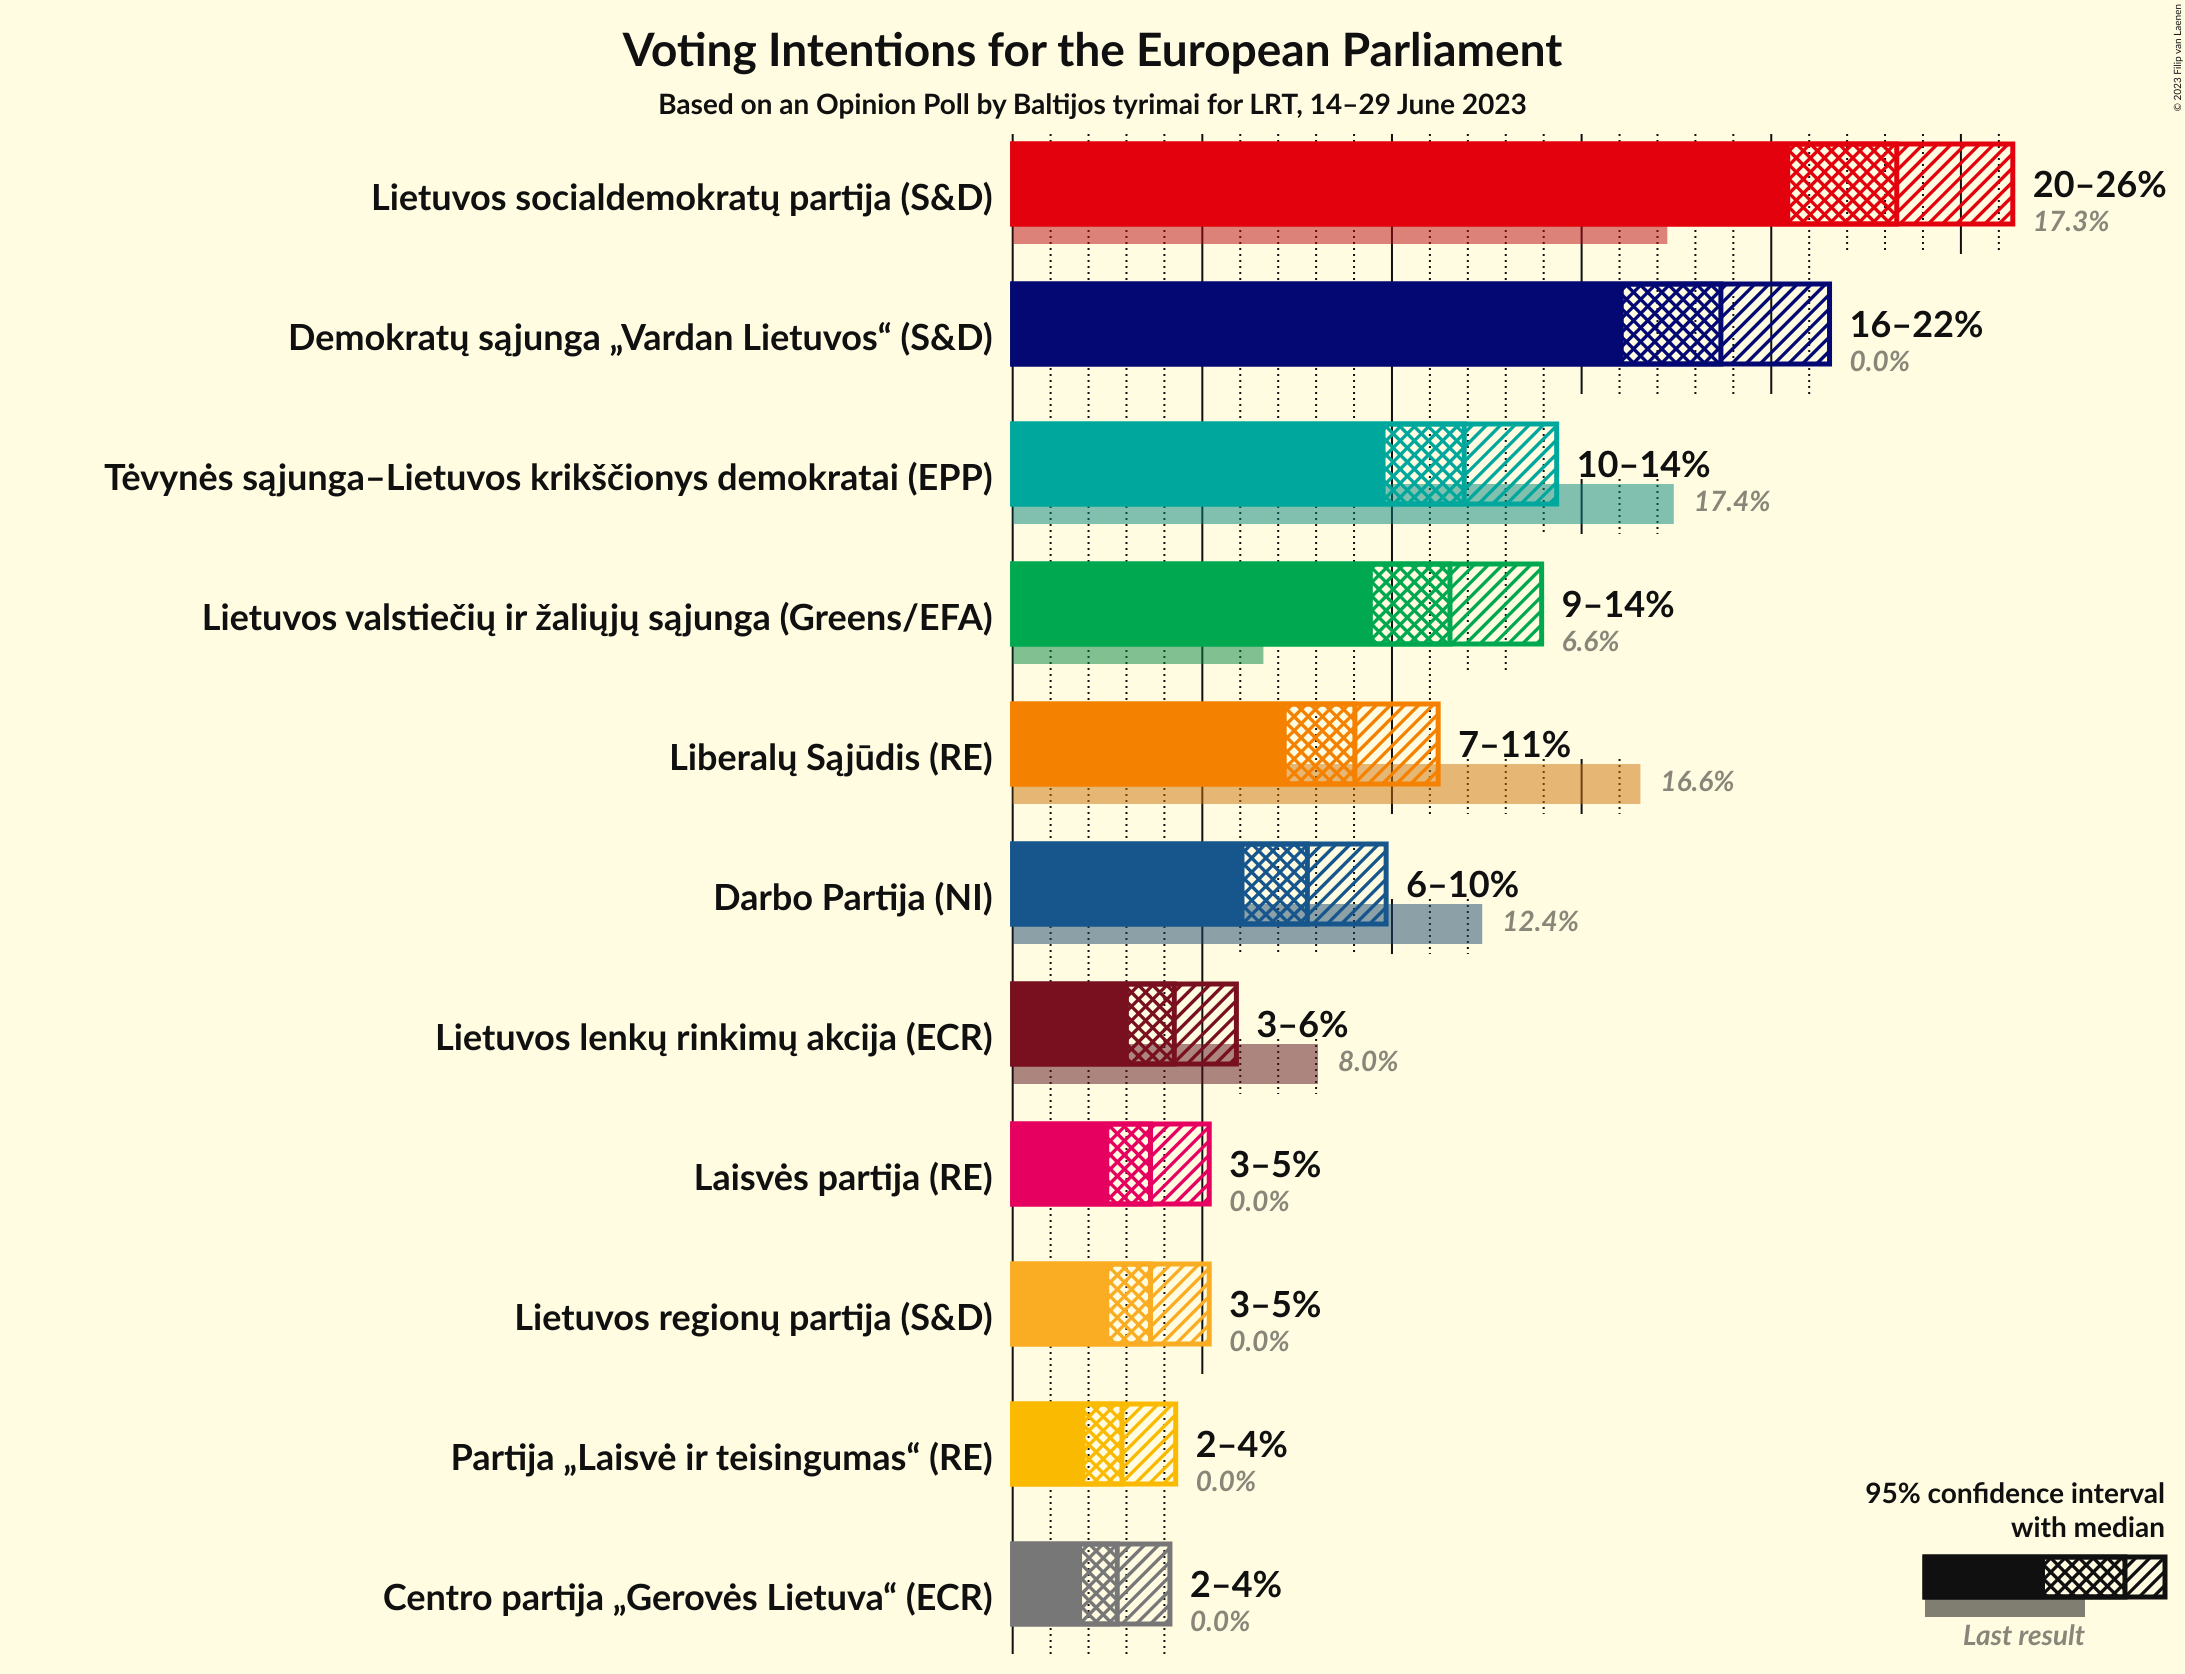 Voting Intentions for the European Parliament
Based on an Opinion Poll by Baltijos tyrimai for LRT, 14–29 June 2023
© 2023 Filip van Laenen
Lietuvos socialdemokratų partija (S&D)
20–26%
17.3%
Demokratų sąjunga „Vardan Lietuvos“ (S&D)
16–22%
0.0%
Tėvynės sąjunga–Lietuvos krikščionys demokratai (EPP)
10–14%
17.4%
Lietuvos valstiečių ir žaliųjų sąjunga (Greens/EFA)
9–14%
6.6%
Liberalų Sąjūdis (RE)
7–11%
16.6%
Darbo Partija (NI)
6–10%
12.4%
Lietuvos lenkų rinkimų akcija (ECR)
3–6%
8.0%
Laisvės partija (RE)
3–5%
0.0%
Lietuvos regionų partija (S&D)
3–5%
0.0%
Partija „Laisvė ir teisingumas“ (RE)
2–4%
0.0%
Centro partija „Gerovės Lietuva“ (ECR)
2–4%
0.0%
95% confidence interval
with median
Last result